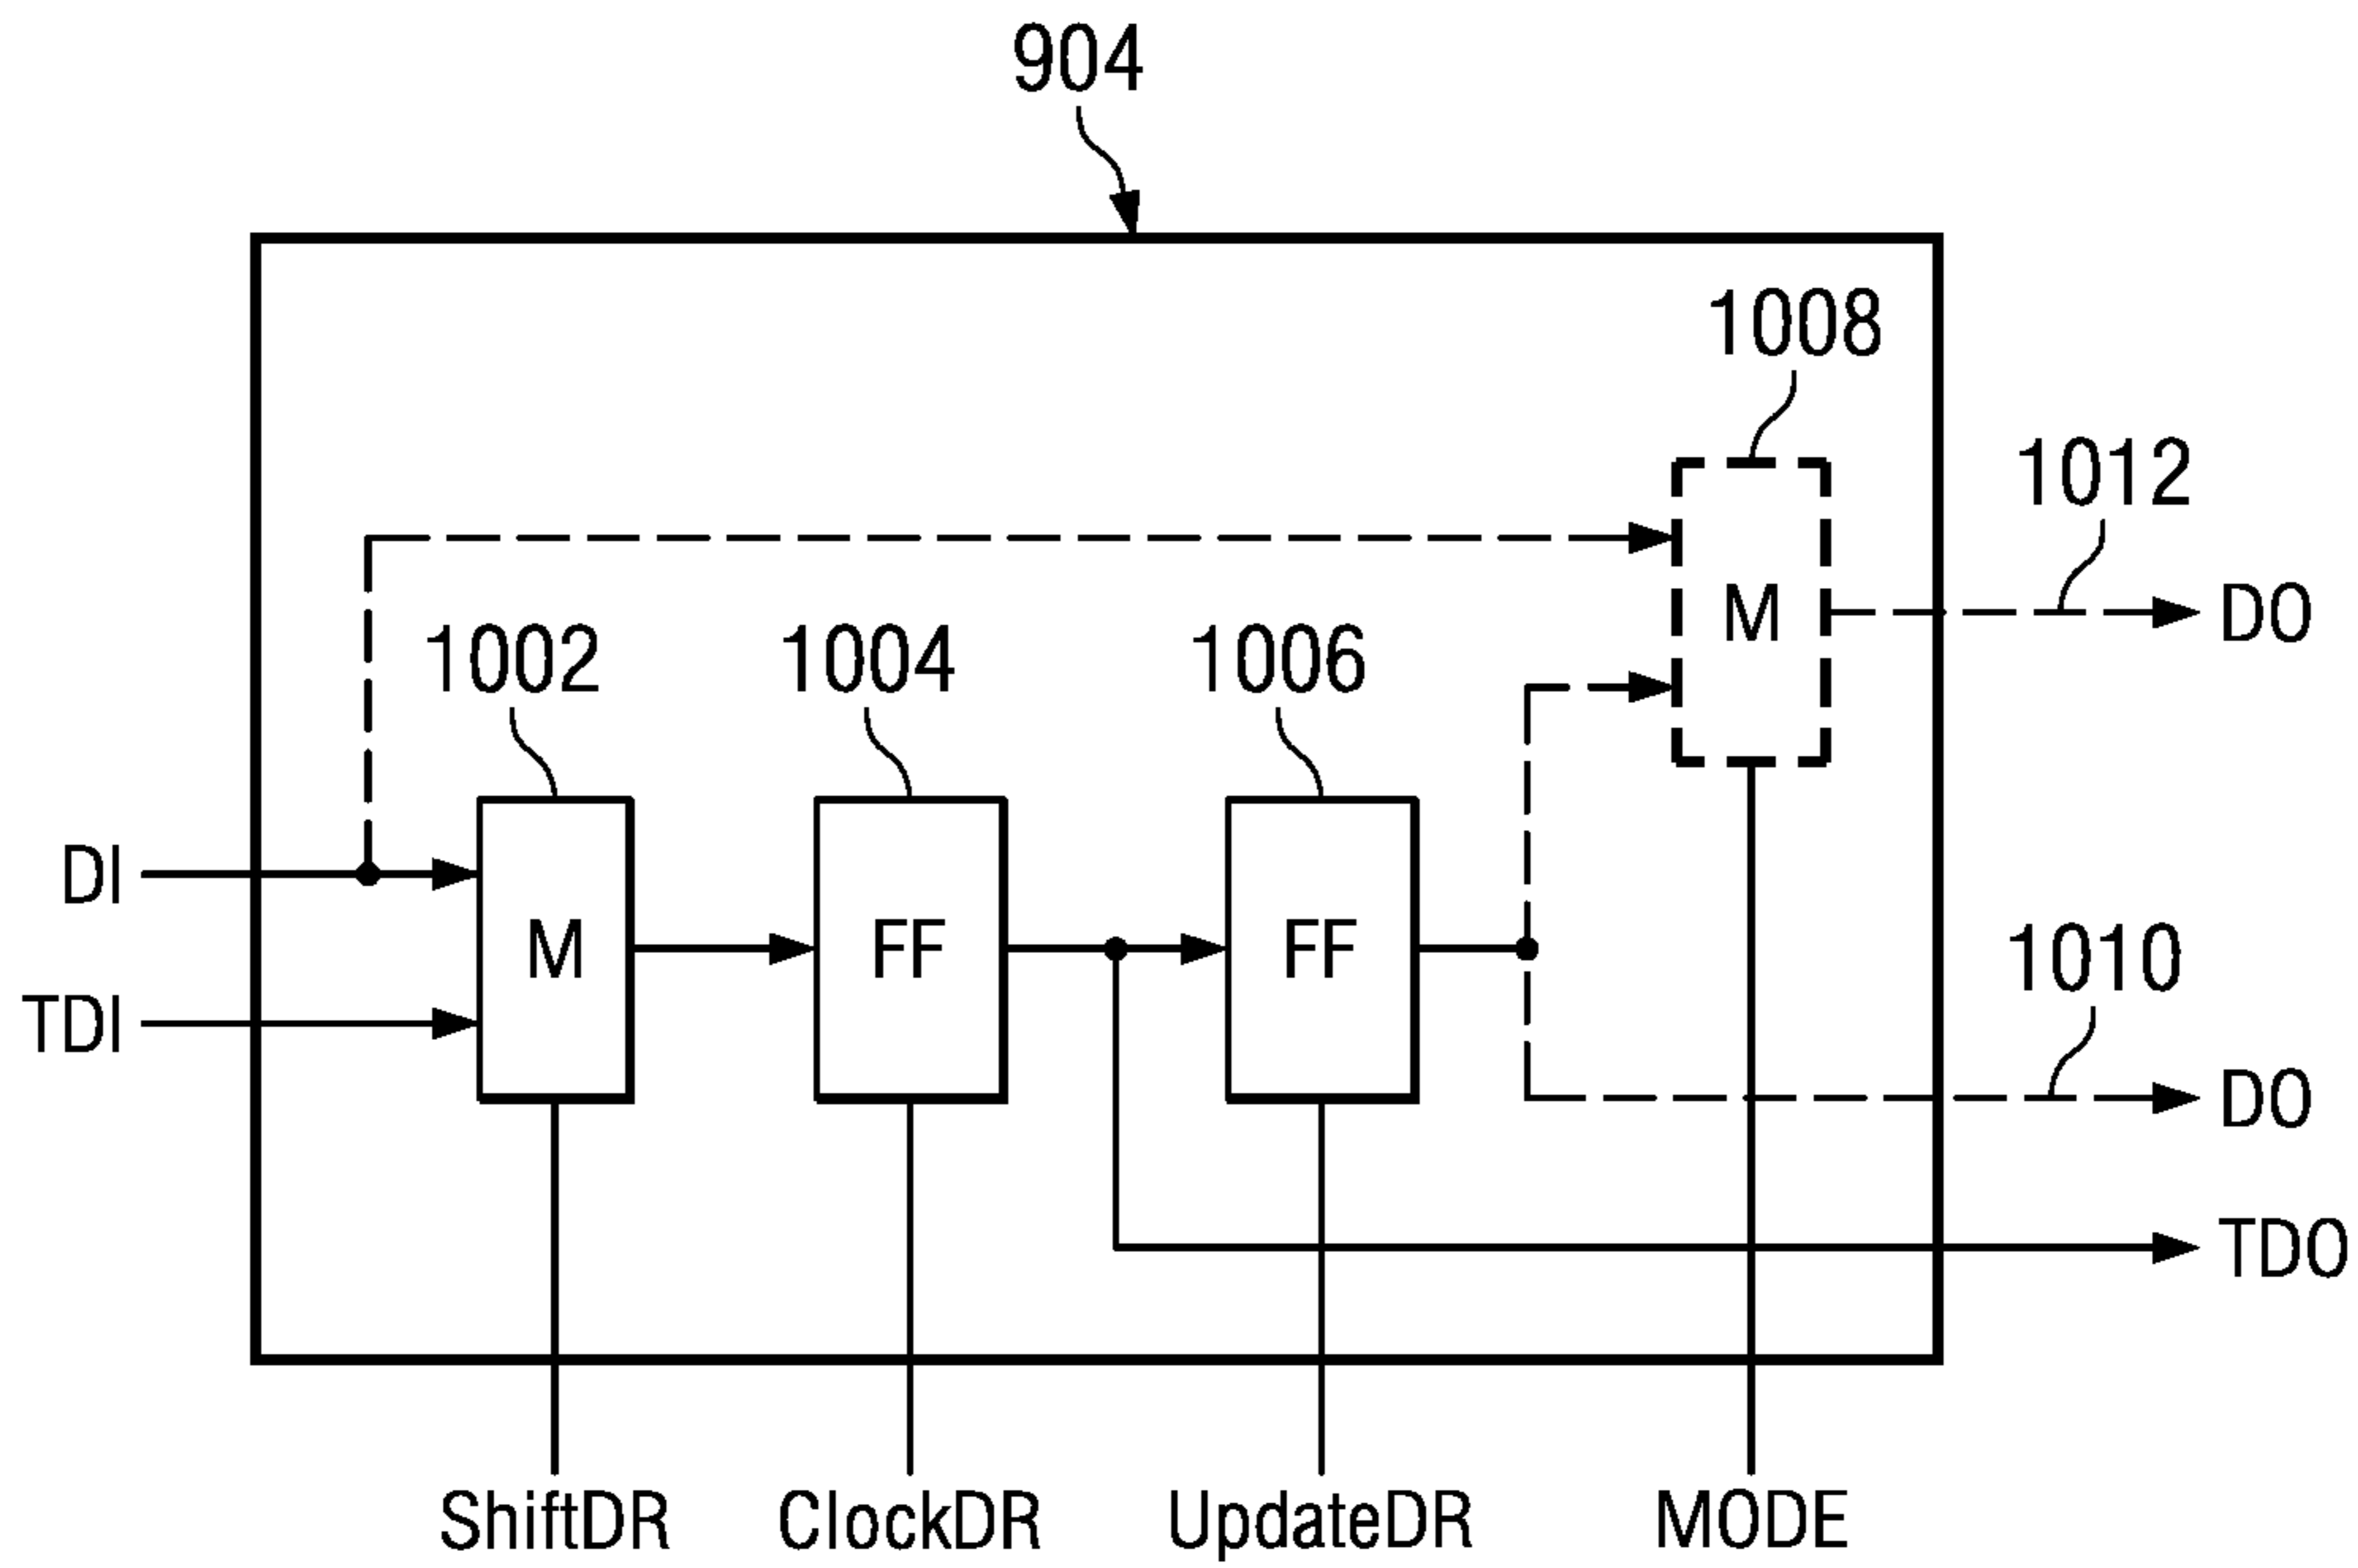 904
1008
1012
M
DO
1002
1004
1006
DI
M
FF
FF
1010
TDI
DO
TDO
ShiftDR
ClockDR
UpdateDR
MODE